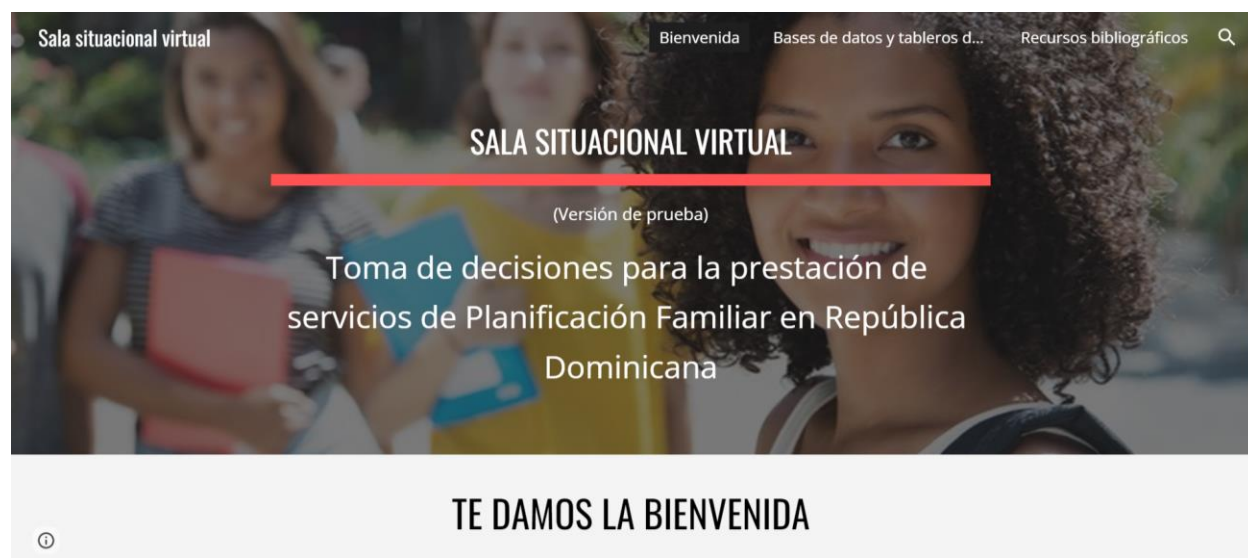 Sala situacional virtual
Bienvenida
Bases de datos y tableros d...
Recursos bibliográficos
SALA SITUACIONAL VIRTUAL
(Versión de prueba)
Toma de decisiones para la prestación de
servicios de Planificación Familiar en República
Dominicana
TE DAMOS LA BIENVENIDA